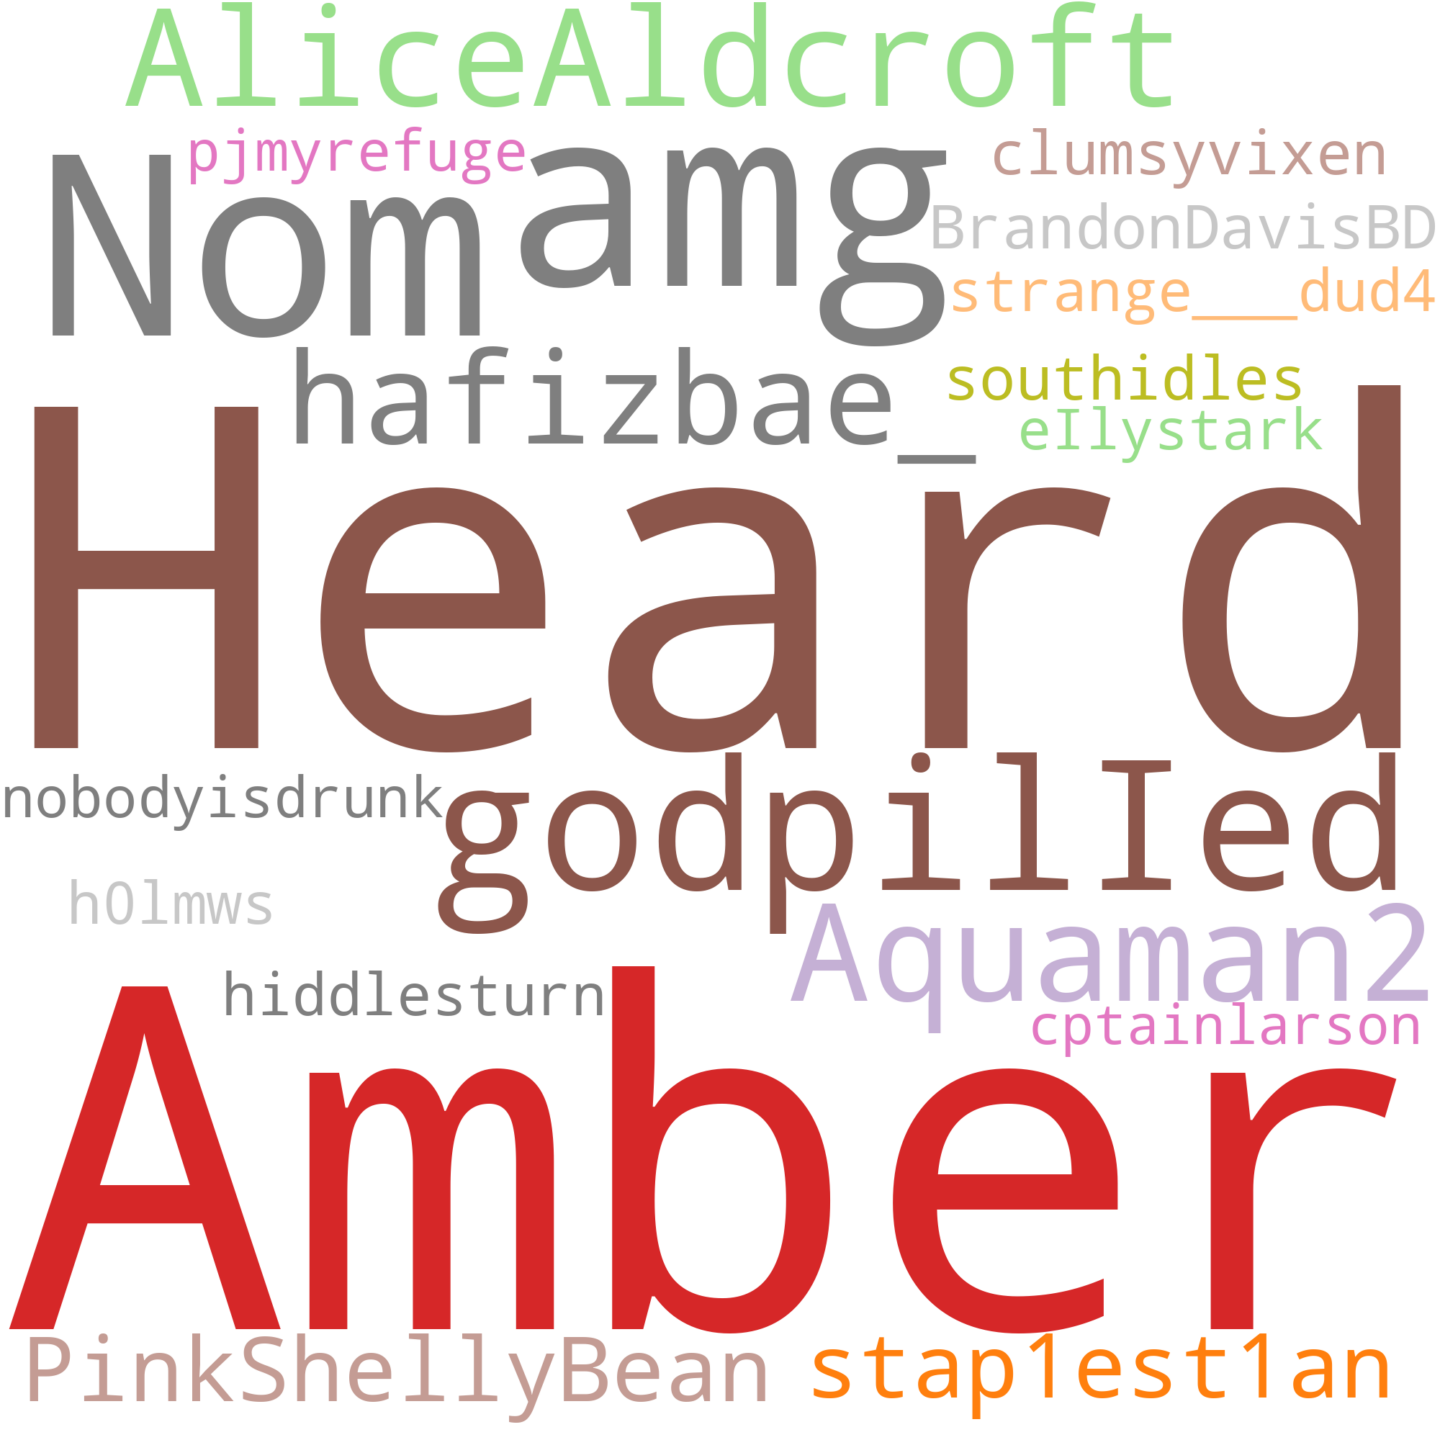 AliceAldcroft
pjmyrefuge
clumsyvixen
Nom
amg
BrandonDavisBD
strange___dud4
hafizbae_
southidles
eIlystark
Heard
nobodyisdrunk
godpilIed
h0lmws
Aquaman2
hiddlesturn
cptainlarson
Amber
PinkShellyBean
stap1est1an